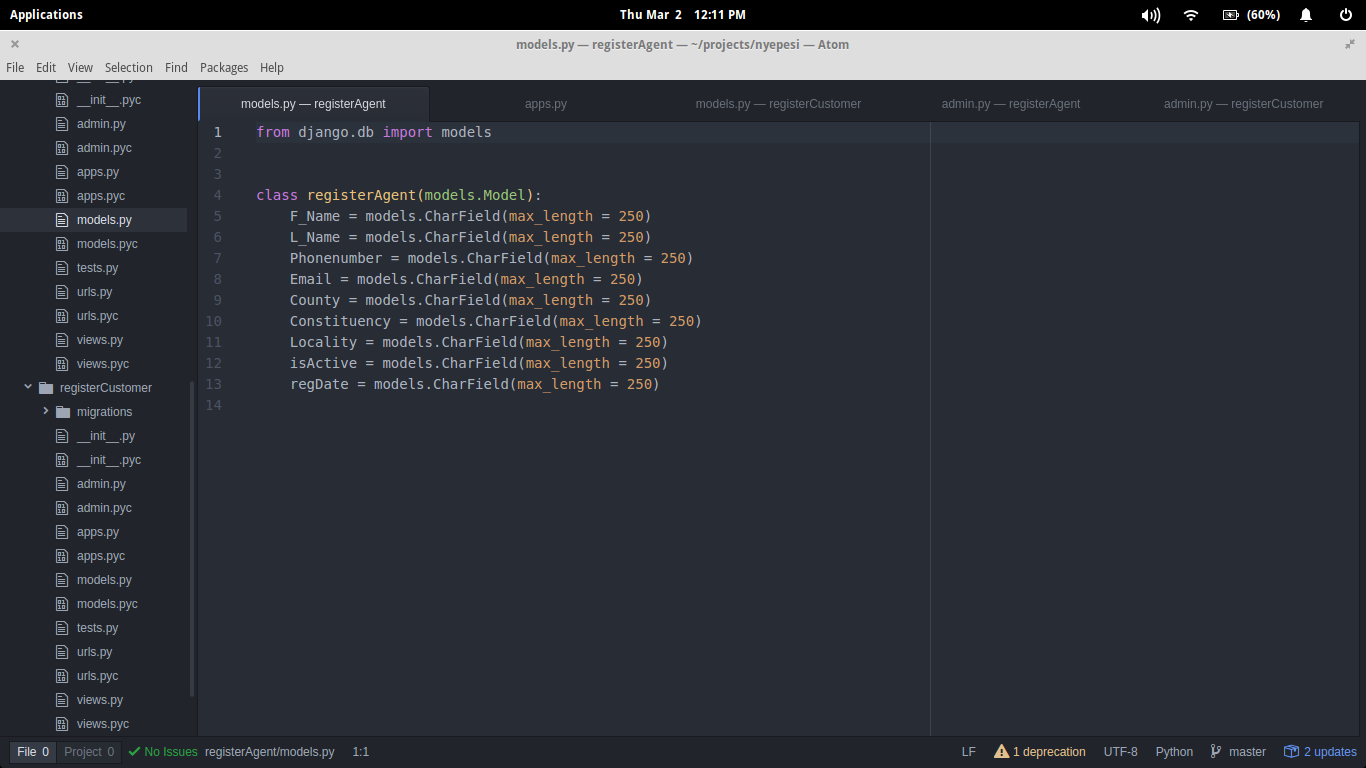 Applications
Thu Mar 2 12:11 PM
(60%)
models.py — registerAgent — ~/projects/nyepesi — Atom
File Edit View Selection Find Packages Help
__init__.pyc
admin.py
admin.pyc
apps.py
apps.pyc
models.py
models.pyc
tests.py
urls.py
urls.pyc
views.py
views.pyc
registerCustomer
migrations
__init__.py
__init__.pyc
admin.py
admin.pyc
apps.py
apps.pyc
models.py
models.pyc
tests.py
urls.py
urls.pyc
views.py
views.pyc
models.py — registerAgent
apps.py
models.py — registerCustomer
admin.py — registerAgent
admin.py — registerCustomer
1 from django.db import models
2
3
4 class registerAgent(models.Model):
5 F_Name = models.CharField(max_length = 250)
6 L_Name = models.CharField(max_length = 250)
7 Phonenumber = models.CharField(max_length = 250)
8 Email = models.CharField(max_length = 250)
9 County = models.CharField(max_length = 250)
10 Constituency = models.CharField(max_length = 250)
11 Locality = models.CharField(max_length = 250)
12 isActive = models.CharField(max_length = 250)
13 regDate = models.CharField(max_length = 250)
14
File 0 Project 0 No Issues registerAgent/models.py 1:1 LF 1 deprecation UTF-8 Python master 2 updates